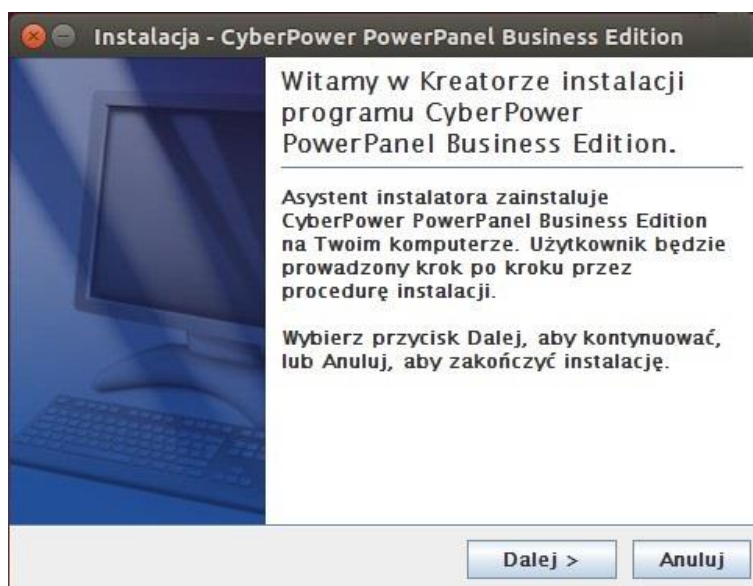 Instalacja - CyberPower PowerPanel Business Edition
Witamy w Kreatorze instalacji
programu CyberPower
PowerPanel Business Edition.
Asystent instalatora zainstaluje
CyberPower PowerPanel Business Edition
na Twoim komputerze. Użytkownik będzie
prowadzony krok po kroku przez
procedurę instalacji.
Wybierz przycisk Dalej, aby kontynuować,
lub Anuluj, aby zakończyć instalację.
Dalej >
Anuluj